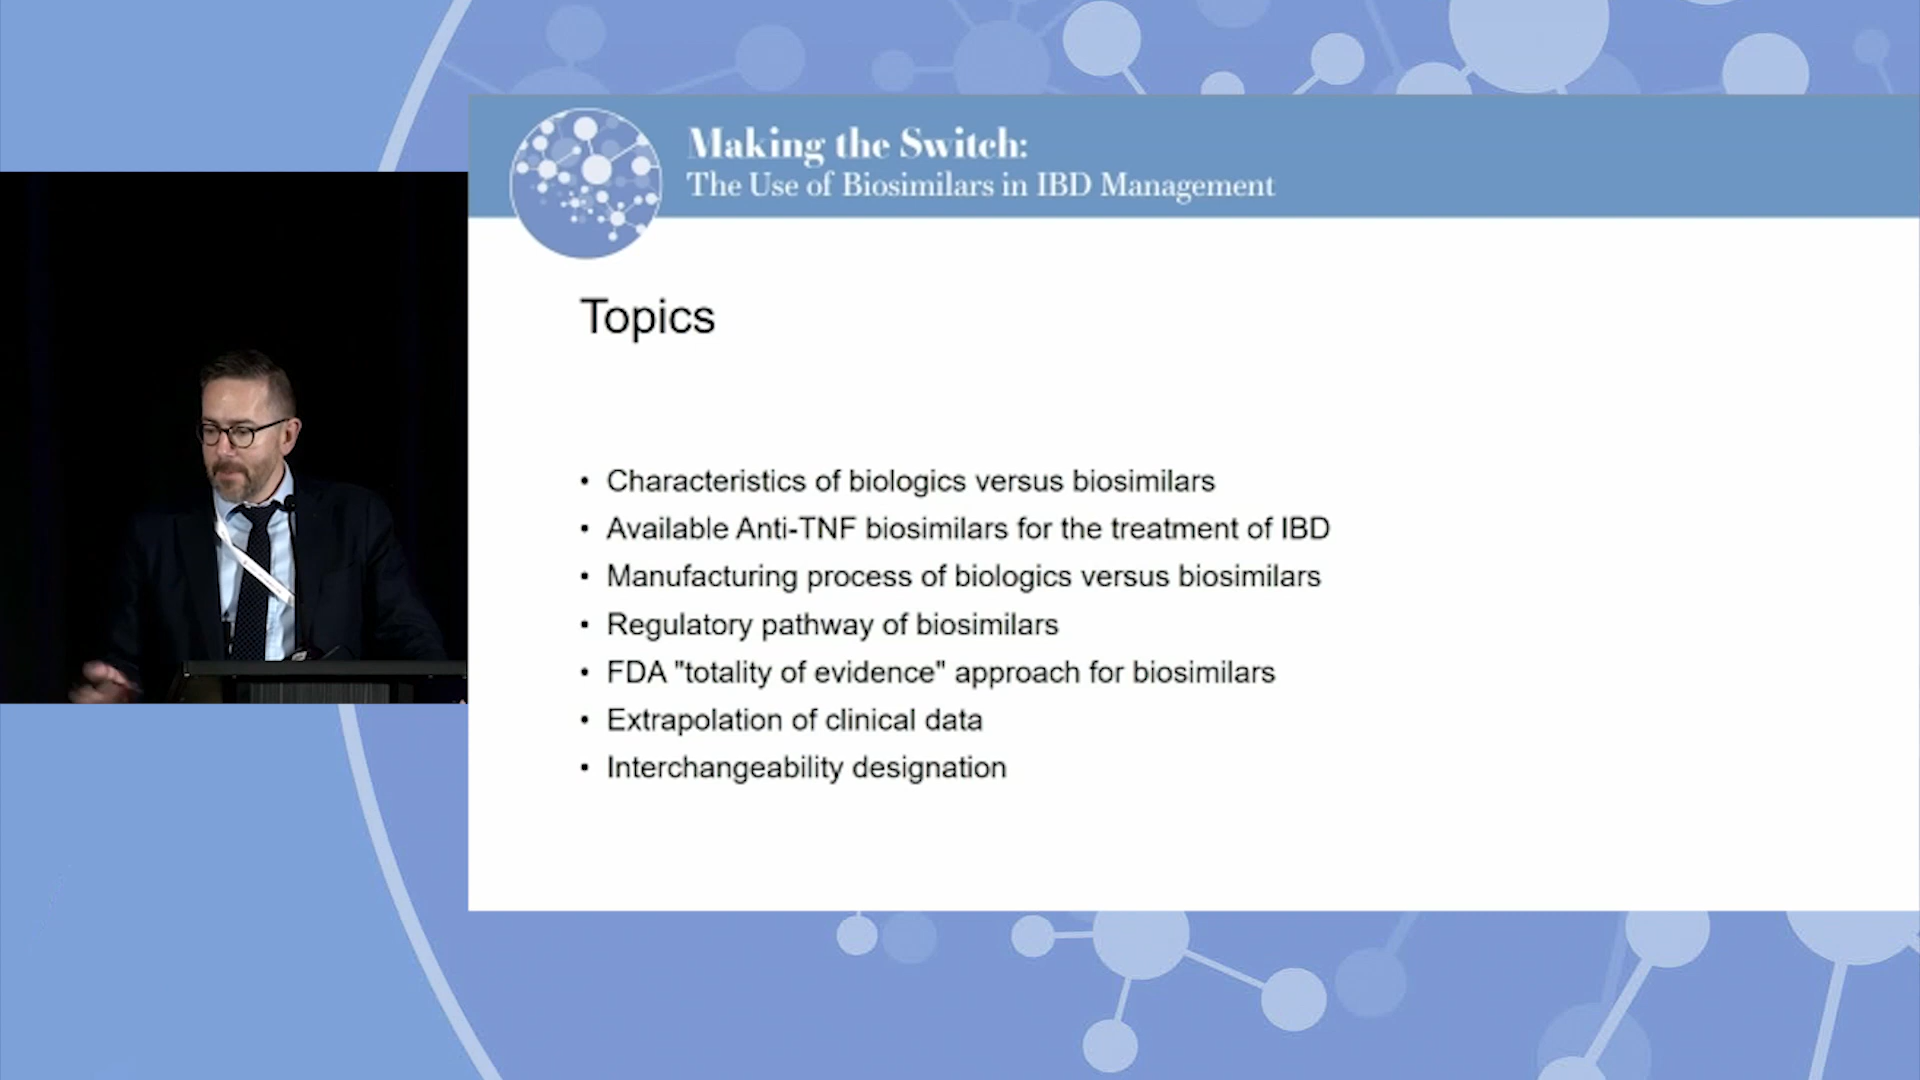 Making the Switch:
The Use of Biosimilars in IBD Management
Topics
• Characteristics of biologics versus biosimilars
• Available Anti-TNF biosimilars for the treatment of IBD
• Manufacturing process of biologics versus biosimilars
• Regulatory pathway of biosimilars
• FDA "totality of evidence" approach for biosimilars
• Extrapolation of clinical data
• Interchangeability designation